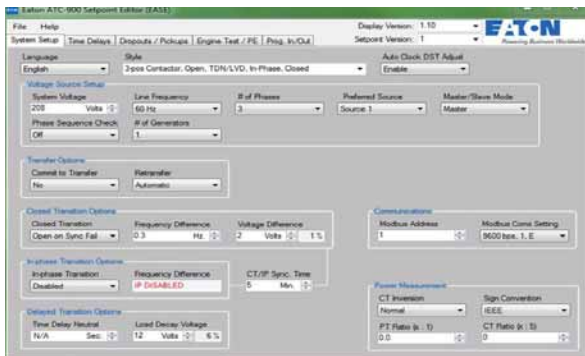 Eaton ATC-900 Setpoint Editor (EASE)
File Help
Display Version: 1.10
Setpoint Version: 1
EATON
Powering Business Worldwide
System Setup Time Delays Dropouts / Pickups Engine Test / PE Prog. In/Out
Language Style Auto Clock DST Adjust
English 3-pos Contactor, Open, TDN/LVD, In-Phase, Closed Enable
Voltage Source Setup
System Voltage Line Frequency # of Phases Preferred Source Master/Slave Mode
208 Volts 60 Hz 3 Source 1 Master
Phase Sequence Check # of Generators
Off 1
Transfer Options
Commit to Transfer Retransfer
No Automatic
Closed Transition Options
Closed Transition Frequency Difference Voltage Difference
Open on Sync Fail 0.3 Hz. 2 Volts 1 %
Communications
Modbus Address Modbus Coms Setting
1 9600 bps, 1, E
In-phase Transition Options
In-phase Transition Frequency Difference CT/IP Sync. Time
Disabled IP DISABLED 5 Min.
Delayed Transition Options
Time Delay Neutral Load Decay Voltage
N/A Sec. 12 Volts 6 %
Power Measurement
CT Inversion Sign Convention
Normal IEEE
PT Ratio (x : 1) CT Ratio (x : 5)
0.0 0